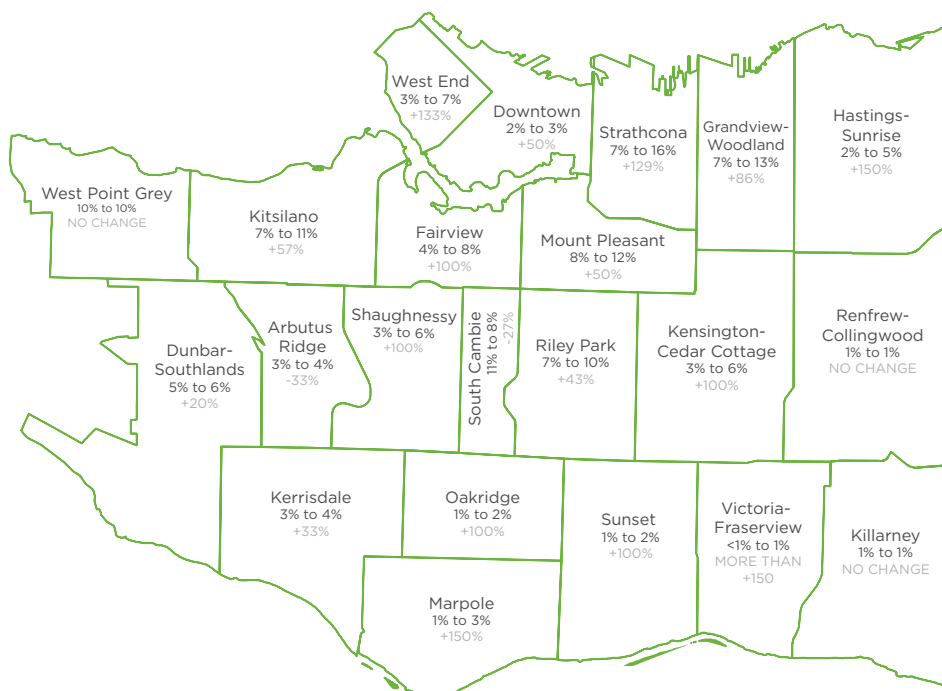 West End
3% to 7%
+133%
Downtown
2% to 3%
+50%
Strathcona
7% to 16%
+129%
Grandview-
Woodland
7% to 13%
+86%
Hastings-
Sunrise
2% to 5%
+150%
West Point Grey
10% to 10%
NO CHANGE
Kitsilano
7% to 11%
+57%
Fairview
4% to 8%
+100%
Mount Pleasant
8% to 12%
+50%
Dunbar-
Southlands
5% to 6%
+20%
Arbutus
Ridge
3% to 4%
-33%
Shaughnessy
3% to 6%
+100%
South Cambie
11% to 8%
-27%
Riley Park
7% to 10%
+43%
Kensington-
Cedar Cottage
3% to 6%
+100%
Renfrew-
Collingwood
1% to 1%
NO CHANGE
Kerrisdale
3% to 4%
+33%
Oakridge
1% to 2%
+100%
Sunset
1% to 2%
+100%
Victoria-
Fraserview
<1% to 1%
MORE THAN
+150
Killarney
1% to 1%
NO CHANGE
Marpole
1% to 3%
+150%